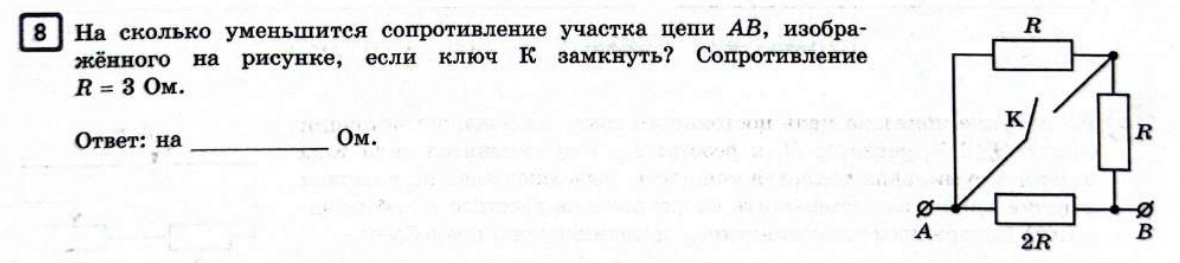 8
На сколько уменьшится сопротивление участка цепи AB, изобра-
жённого на рисунке, если ключ К замкнуть? Сопротивление
R = 3 Ом.
Ответ: на ____________ Ом.
R
К
R
A
2R
B